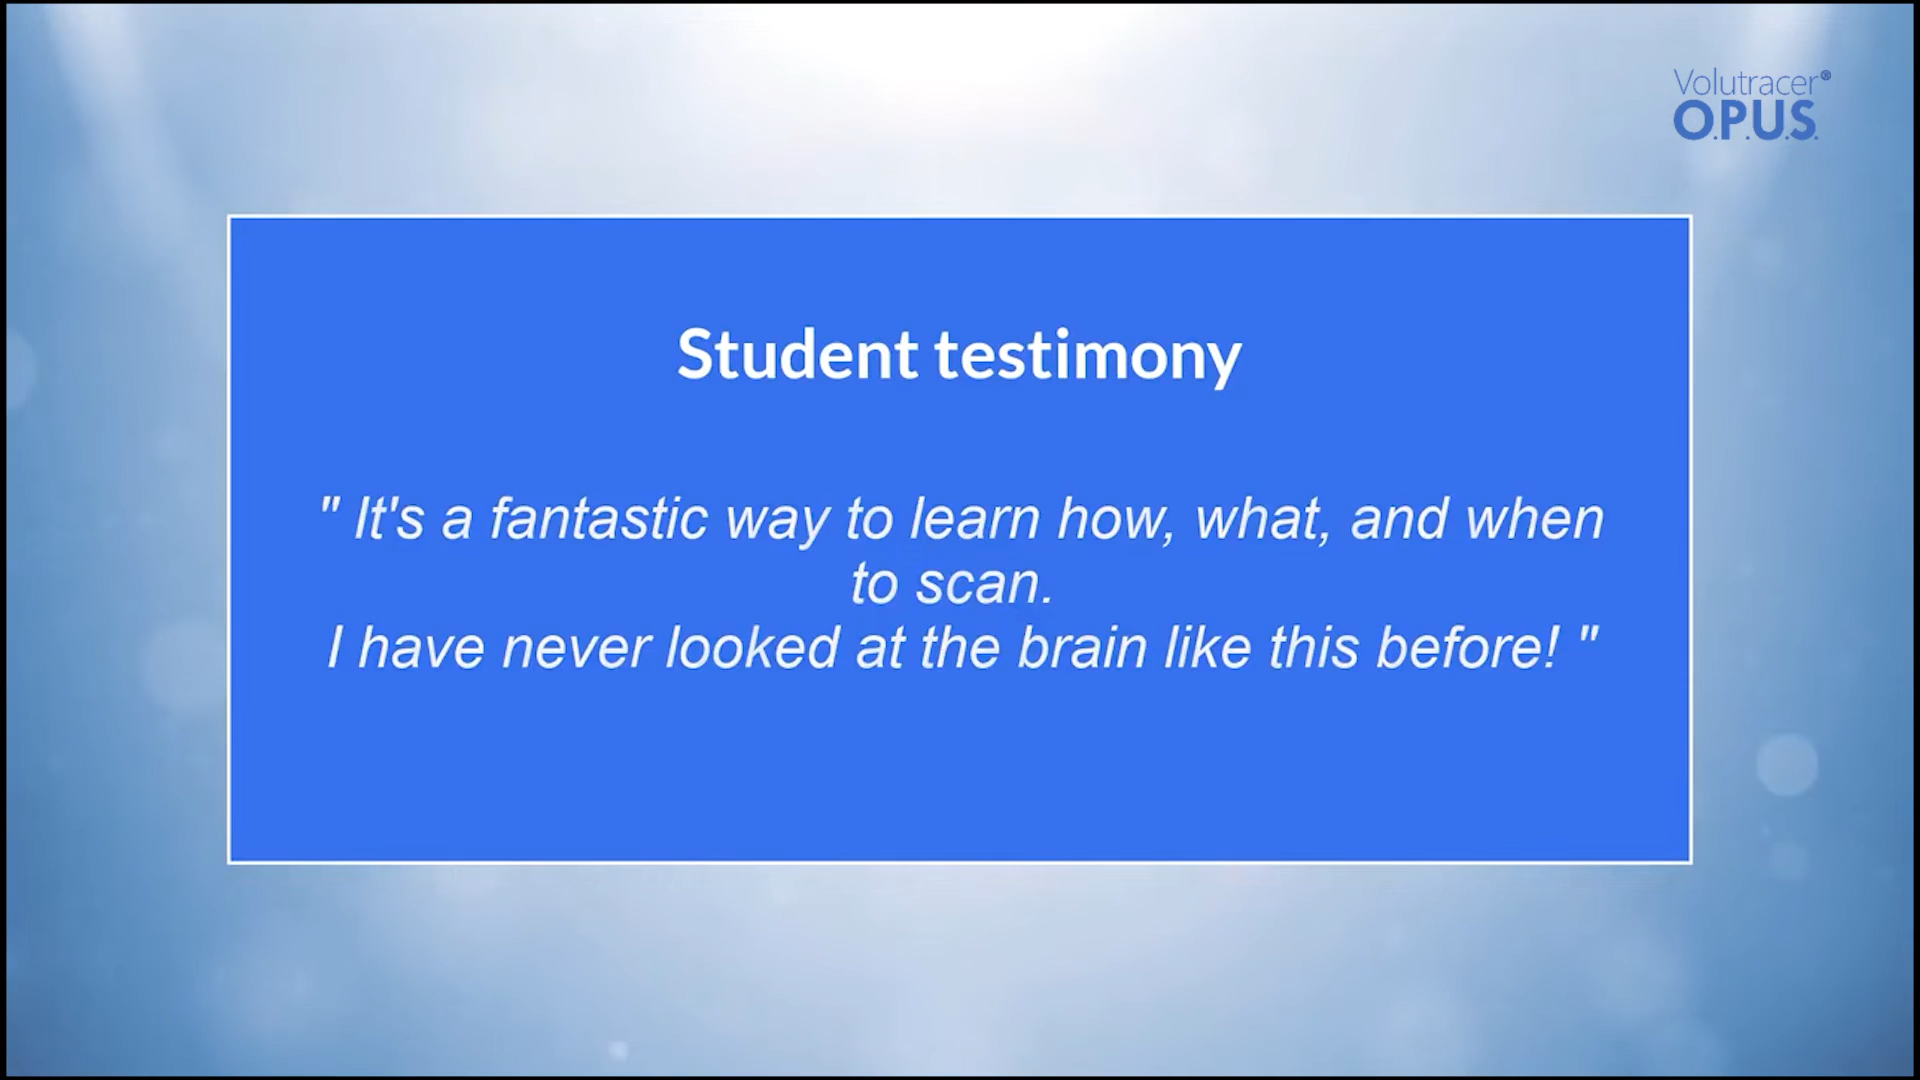 Volutracer®
O.P.U.S.
Student testimony
" It's a fantastic way to learn how, what, and when
to scan.
I have never looked at the brain like this before! "